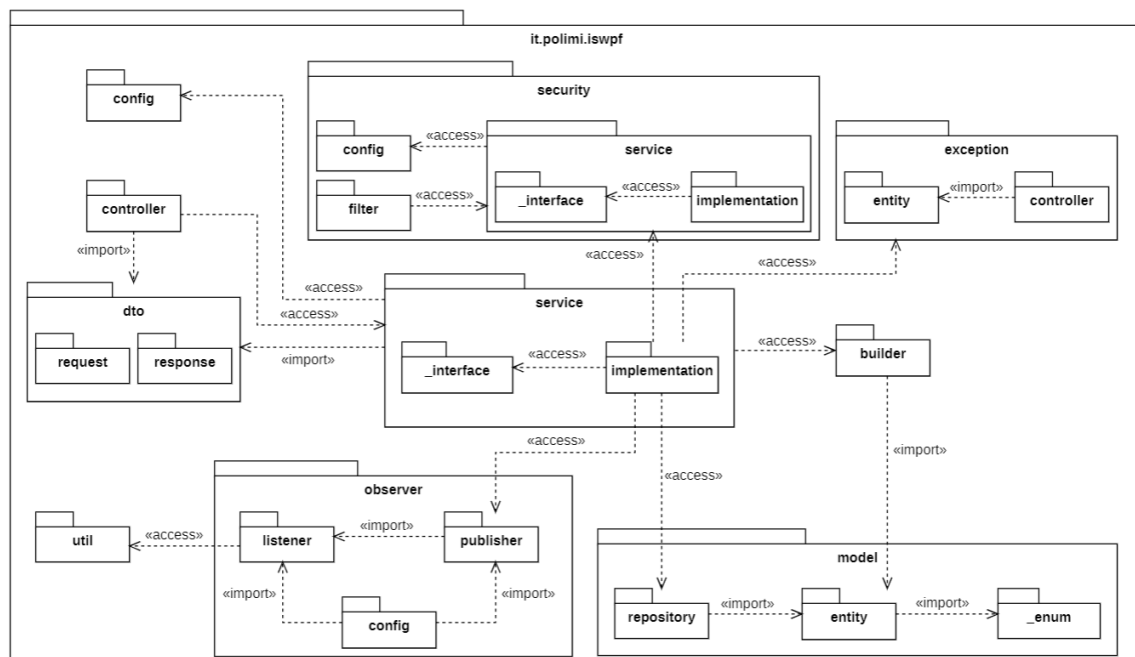 it.polimi.iswpf
config
security
config
«access»
service
_interface
«access»
implementation
filter
«access»
exception
entity
«import»
controller
controller
«import»
«access»
«access»
«access»
«access»
dto
request
response
«import»
service
_interface
«access»
implementation
«access»
builder
«access»
«access»
«import»
observer
listener
«import»
publisher
util
«access»
«import»
«import»
config
model
repository
«import»
entity
«import»
_enum